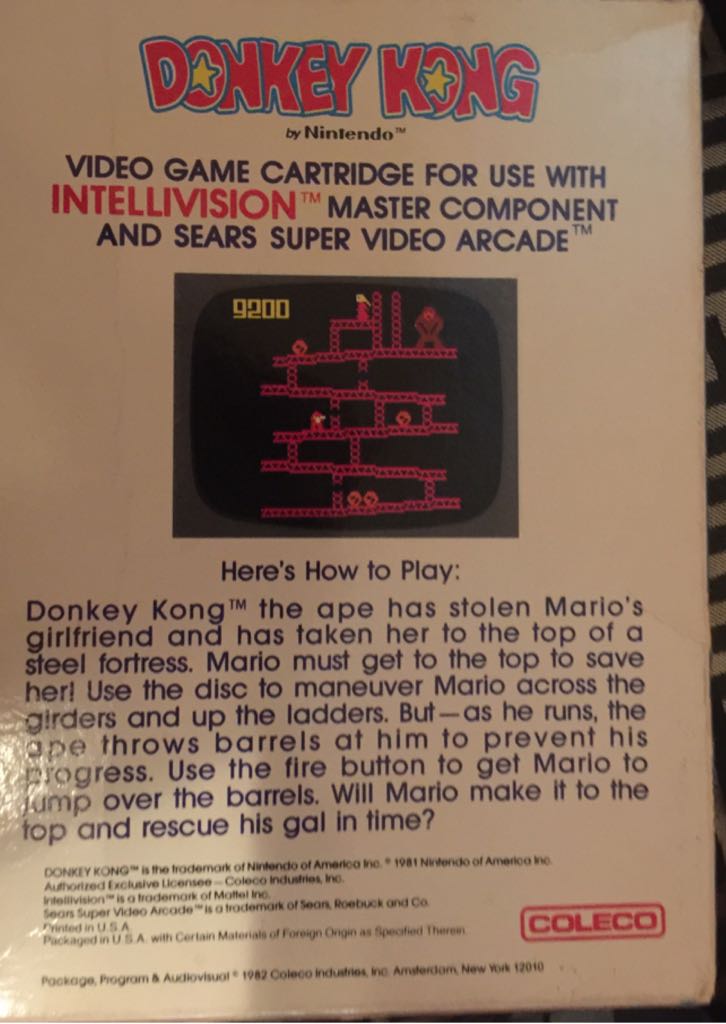 DONKEY KONG
by Nintendo™
VIDEO GAME CARTRIDGE FOR USE WITH
INTELLIVISION™ MASTER COMPONENT
AND SEARS SUPER VIDEO ARCADE™
9200
Here's How to Play:
Donkey Kong™ the ape has stolen Mario's
girlfriend and has taken her to the top of a
steel fortress. Mario must get to the top to save
her! Use the disc to maneuver Mario across the
girders and up the ladders. But—as he runs, the
ape throws barrels at him to prevent his
progress. Use the fire button to get Mario to
jump over the barrels. Will Mario make it to the
top and rescue his gal in time?
DONKEY KONG™ is the trademark of Nintendo of America Inc. © 1981 Nintendo of America Inc.
Authorized Exclusive Licensee—Coleco Industries, Inc.
Intellivision™ is a trademark of Mattel Inc.
Sears Super Video Arcade™ is a trademark of Sears, Roebuck and Co.
Printed in U.S.A.
Packaged in U.S.A. with Certain Materials of Foreign Origin as Specified Therein.
COLECO
Package, Program & Audiovisual © 1982 Coleco Industries, Inc. Amsterdam, New York 12010